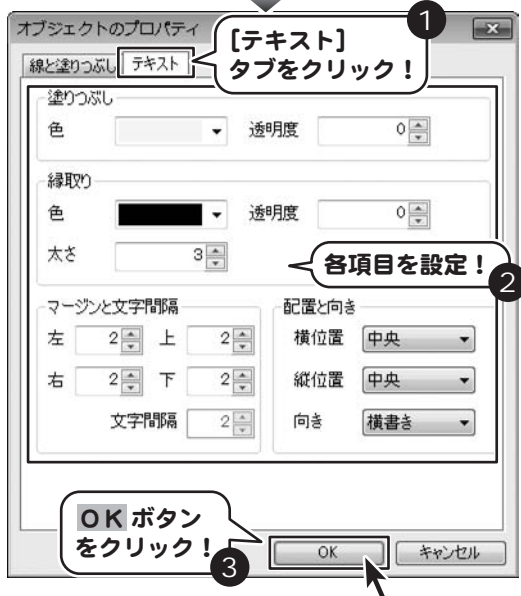 オブジェクトのプロパティ
1
[テキスト]
タブをクリック！
線と塗りつぶし テキスト
塗りつぶし
色 透明度 0
縁取り
色 透明度 0
太さ 3
各項目を設定！
2
マージンと文字間隔
左 2 上 2
右 2 下 2
文字間隔 2
配置と向き
横位置 中央
縦位置 中央
向き 横書き
OK ボタン
をクリック！
3
OK キャンセル